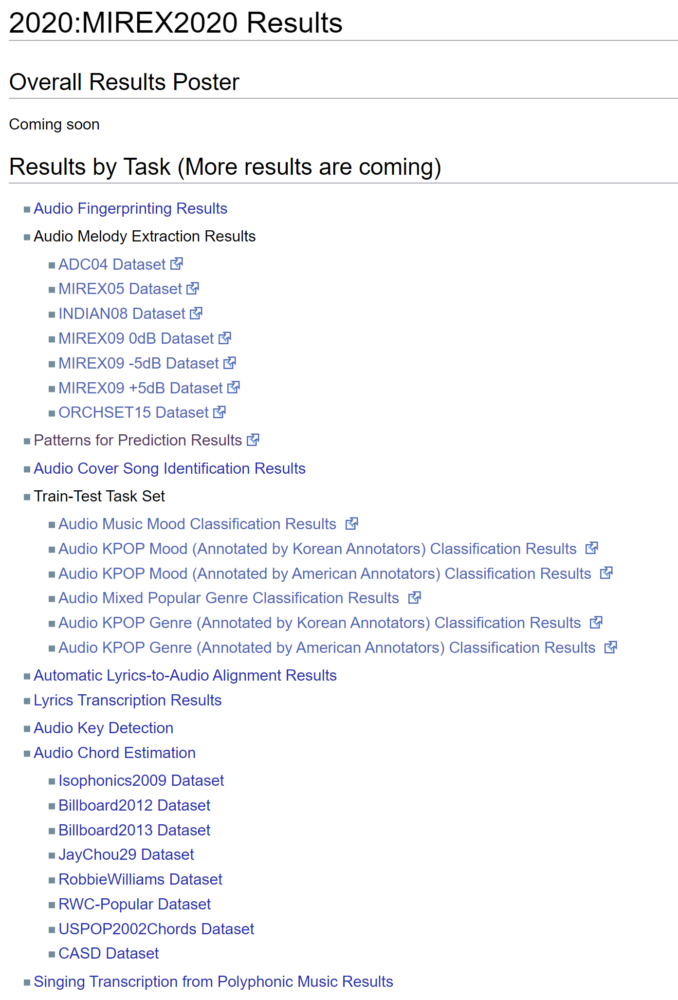 2020:MIREX2020 Results
Overall Results Poster
Coming soon
Results by Task (More results are coming)
Audio Fingerprinting Results
Audio Melody Extraction Results
ADC04 Dataset
MIREX05 Dataset
INDIAN08 Dataset
MIREX09 0dB Dataset
MIREX09 -5dB Dataset
MIREX09 +5dB Dataset
ORCHSET15 Dataset
Patterns for Prediction Results
Audio Cover Song Identification Results
Train-Test Task Set
Audio Music Mood Classification Results
Audio KPOP Mood (Annotated by Korean Annotators) Classification Results
Audio KPOP Mood (Annotated by American Annotators) Classification Results
Audio Mixed Popular Genre Classification Results
Audio KPOP Genre (Annotated by Korean Annotators) Classification Results
Audio KPOP Genre (Annotated by American Annotators) Classification Results
Automatic Lyrics-to-Audio Alignment Results
Lyrics Transcription Results
Audio Key Detection
Audio Chord Estimation
Isophonics2009 Dataset
Billboard2012 Dataset
Billboard2013 Dataset
JayChou29 Dataset
RobbieWilliams Dataset
RWC-Popular Dataset
USPOP2002Chords Dataset
CASD Dataset
Singing Transcription from Polyphonic Music Results